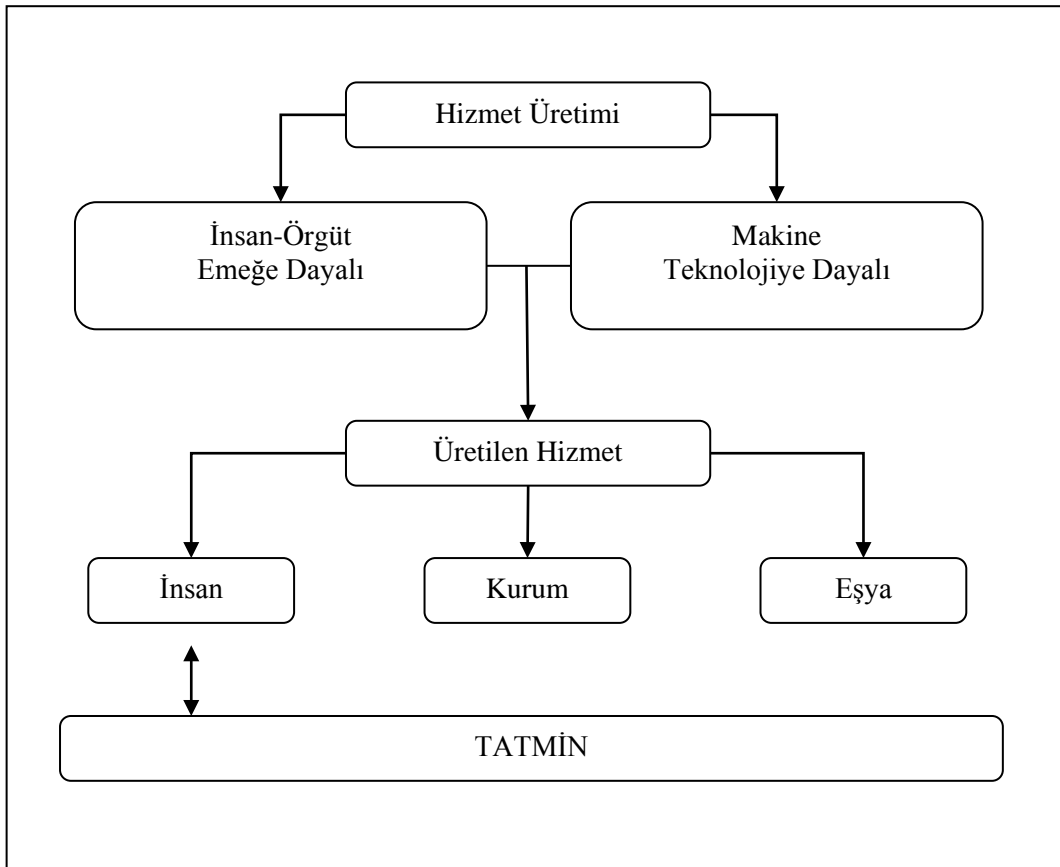 Hizmet Üretimi
İnsan-Örgüt
Emeğe Dayalı
Makine
Teknolojiye Dayalı
Üretilen Hizmet
İnsan
Kurum
Eşya
TATMİN